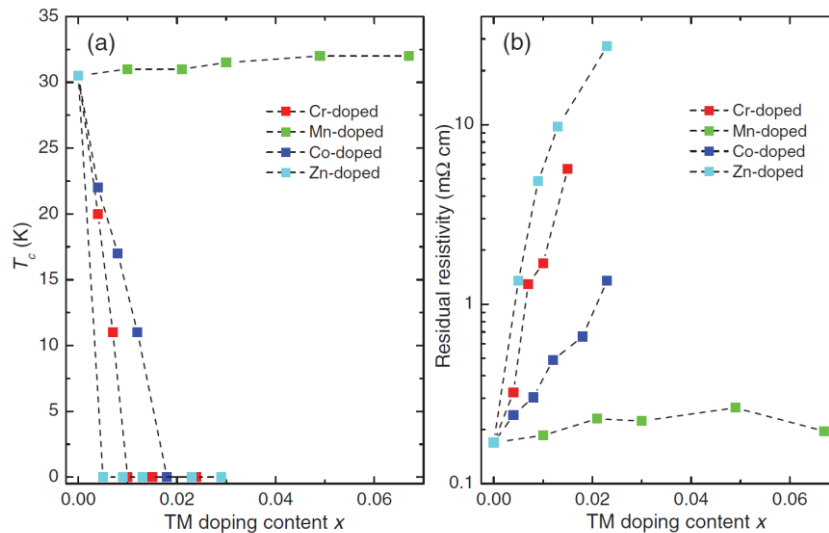 (a)
T_c (K)
35
30
25
20
15
10
5
0
Cr-doped
Mn-doped
Co-doped
Zn-doped
0.00 0.02 0.04 0.06
TM doping content x
(b)
Residual resistivity (mΩ cm)
10
1
0.1
Cr-doped
Mn-doped
Co-doped
Zn-doped
0.00 0.02 0.04 0.06
TM doping content x